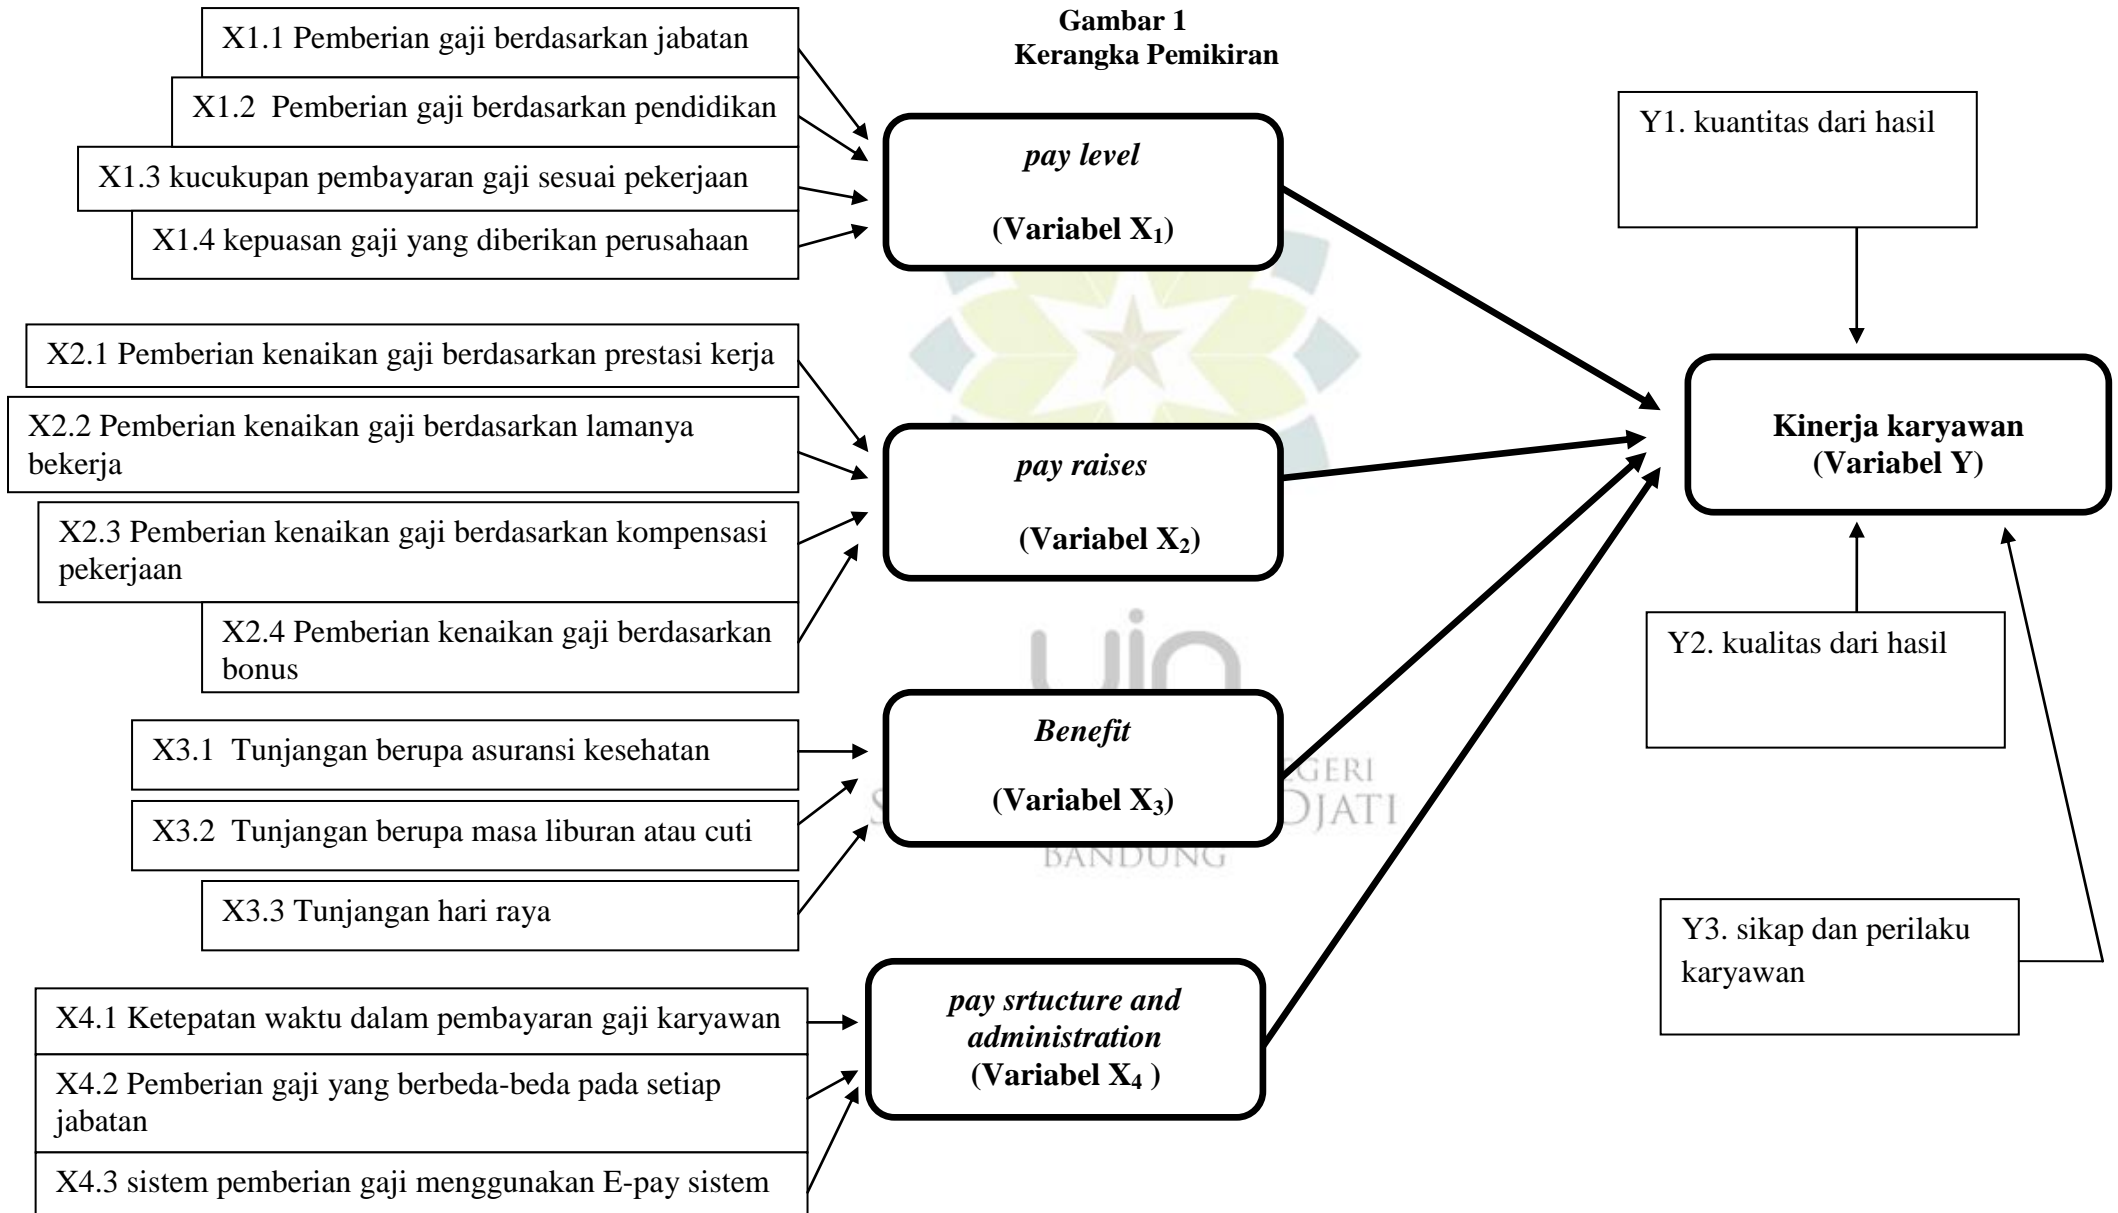 Gambar 1
Kerangka Pemikiran
X1.1 Pemberian gaji berdasarkan jabatan
X1.2 Pemberian gaji berdasarkan pendidikan
X1.3 kucukupan pembayaran gaji sesuai pekerjaan
X1.4 kepuasan gaji yang diberikan perusahaan
pay level
(Variabel X₁)
X2.1 Pemberian kenaikan gaji berdasarkan prestasi kerja
X2.2 Pemberian kenaikan gaji berdasarkan lamanya
bekerja
X2.3 Pemberian kenaikan gaji berdasarkan kompensasi
pekerjaan
X2.4 Pemberian kenaikan gaji berdasarkan
bonus
pay raises
(Variabel X₂)
X3.1 Tunjangan berupa asuransi kesehatan
X3.2 Tunjangan berupa masa liburan atau cuti
X3.3 Tunjangan hari raya
Benefit
(Variabel X₃)
X4.1 Ketepatan waktu dalam pembayaran gaji karyawan
X4.2 Pemberian gaji yang berbeda-beda pada setiap
jabatan
X4.3 sistem pemberian gaji menggunakan E-pay sistem
pay srtucture and
administration
(Variabel X₄ )
Y1. kuantitas dari hasil
Kinerja karyawan
(Variabel Y)
Y2. kualitas dari hasil
Y3. sikap dan perilaku
karyawan
uin
BANDUNG